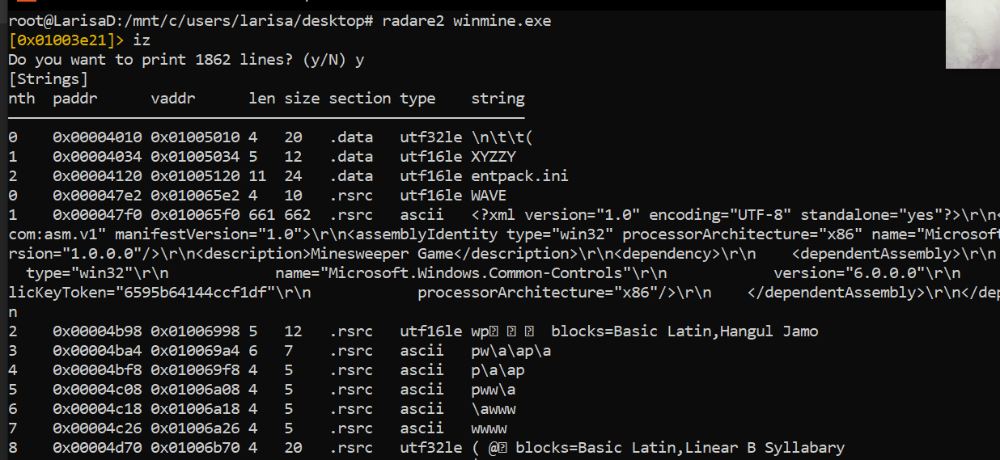 root@LarisaD:/mnt/c/users/larisa/desktop# radare2 winmine.exe
[0x01003e21]> iz
Do you want to print 1862 lines? (y/N) y
[Strings]
nth  paddr      vaddr      len size section type    string
0    0x00004010 0x01005010 4   20   .data   utf32le \n\t\t(
1    0x00004034 0x01005034 5   12   .data   utf16le XYZZY
2    0x00004120 0x01005120 11  24   .data   utf16le entpack.ini
0    0x000047e2 0x010065e2 4   10   .rsrc   utf16le WAVE
1    0x000047f0 0x010065f0 661 662  .rsrc   ascii   <?xml version="1.0" encoding="UTF-8" standalone="yes"?>\r\n<
com:asm.v1" manifestVersion="1.0">\r\n<assemblyIdentity type="win32" processorArchitecture="x86" name="Microsoft
rsion="1.0.0.0"/>\r\n<description>Minesweeper Game</description>\r\n<dependency>\r\n    <dependentAssembly>\r\n
  type="win32"\r\n            name="Microsoft.Windows.Common-Controls"\r\n            version="6.0.0.0"\r\n
licKeyToken="6595b64144ccf1df"\r\n            processorArchitecture="x86"/>\r\n    </dependentAssembly>\r\n</dep
n
2    0x00004b98 0x01006998 5   12   .rsrc   utf16le wp blocks=Basic Latin,Hangul Jamo
3    0x00004ba4 0x010069a4 6   7    .rsrc   ascii   pw\a\ap\a
4    0x00004bf8 0x010069f8 4   5    .rsrc   ascii   p\a\ap
5    0x00004c08 0x01006a08 4   5    .rsrc   ascii   pww\a
6    0x00004c18 0x01006a18 4   5    .rsrc   ascii   \awww
7    0x00004c26 0x01006a26 4   5    .rsrc   ascii   wwww
8    0x00004d70 0x01006b70 4   20   .rsrc   utf32le ( @ blocks=Basic Latin,Linear B Syllabary